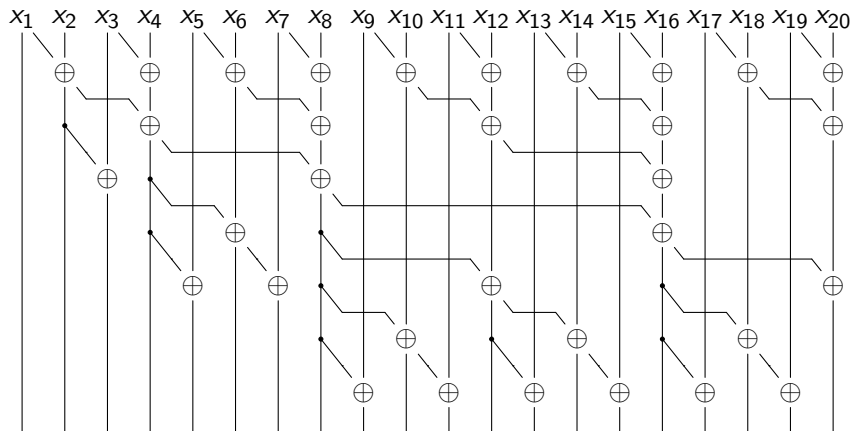 x₁ x₂ x₃ x₄ x₅ x₆ x₇ x₈ x₉ x₁₀ x₁₁ x₁₂ x₁₃ x₁₄ x₁₅ x₁₆ x₁₇ x₁₈ x₁₉ x₂₀